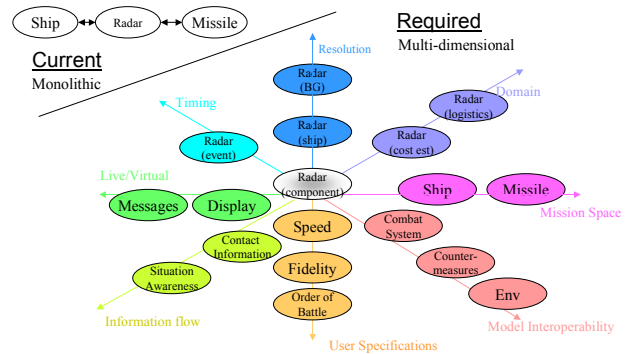 Ship
Radar
Missile
Current
Monolithic
Required
Multi-dimensional
Resolution
Radar
(BG)
Radar
(ship)
Domain
Radar
(logistics)
Radar
(cost est)
Timing
Radar
(event)
Live/Virtual
Messages
Display
Radar
(component)
Ship
Missile
Mission Space
Contact
Information
Situation
Awareness
Information flow
Speed
Fidelity
Order of
Battle
User Specifications
Combat
System
Counter-
measures
Env
Model Interoperability